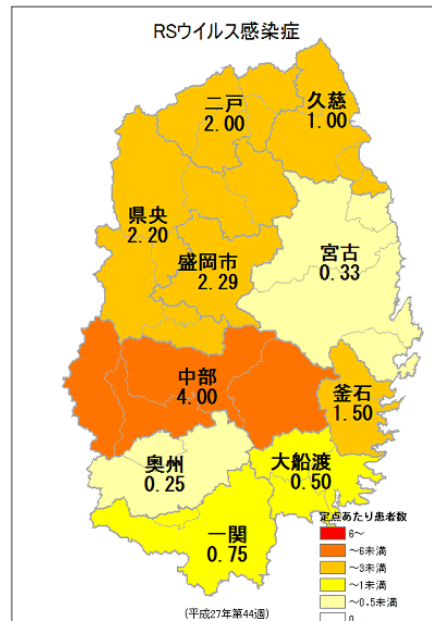 RSウイルス感染症
二戸
2.00
久慈
1.00
県央
2.20
盛岡市
2.29
宮古
0.33
中部
4.00
釜石
1.50
奥州
0.25
大船渡
0.50
一関
0.75
定点あたり患者数
6～
～6未満
～3未満
～1未満
～0.5未満
0
(平成27年第44週)